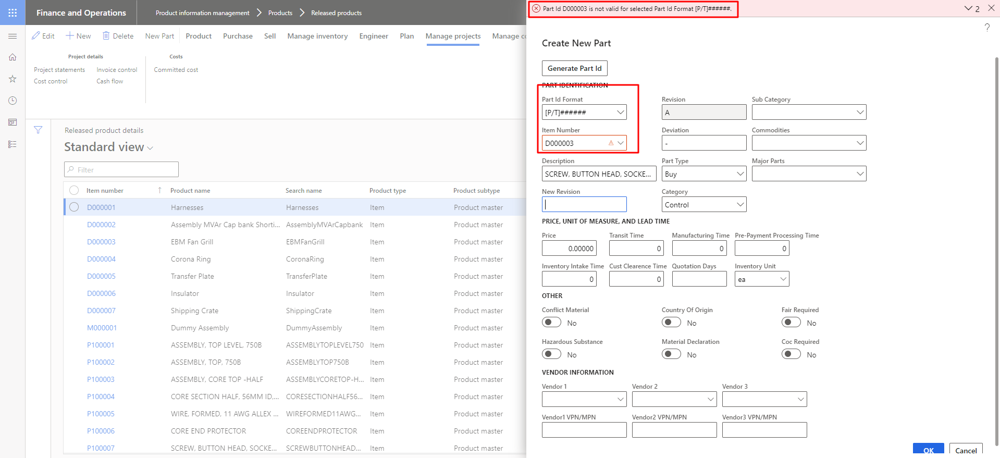 Finance and Operations
Product information management > Products > Released products
Part Id D000003 is not valid for selected Part Id Format [P/T]######.
2
?
Edit New Delete New Part Product Purchase Sell Manage inventory Engineer Plan Manage projects Manage co
Project details Costs
Project statements Invoice control Committed cost
Cost control Cash flow
Released product details
Standard view
Filter
Item number ↑ Product name Search name Product type Product subtype
D000001 Harnesses Harnesses Item Product master
D000002 Assembly MVAr Cap bank Shorti... AssemblyMVArCapbank Item Product master
D000003 EBM Fan Grill EBMFanGrill Item Product master
D000004 Corona Ring CoronaRing Item Product master
D000005 Transfer Plate TransferPlate Item Product master
D000006 Insulator Insulator Item Product master
D000007 Shipping Crate ShippingCrate Item Product master
M000001 Dummy Assembly DummyAssembly Item Product master
P100001 ASSEMBLY, TOP LEVEL, 750B ASSEMBLYTOPLEVEL750 Item Product master
P100002 ASSEMBLY, TOP, 750B ASSEMBLYTOP750B Item Product master
P100003 ASSEMBLY, CORE TOP -HALF ASSEMBLYCORETOP-H... Item Product master
P100004 CORE SECTION HALF, 56MM ID,... CORESECTIONHALF56... Item Product master
P100005 WIRE, FORMED, 11 AWG ALLEX ... WIREFORMED11AWG... Item Product master
P100006 CORE END PROTECTOR COREENDPROTECTOR Item Product master
P100007 SCREW, BUTTON HEAD, SOCKE... SCREWBUTTONHEAD... Item Product master
Create New Part
Generate Part Id
PART IDENTIFICATION
Part Id Format Revision Sub Category
[P/T]###### A
Item Number Deviation Commodities
D000003 -
Description Part Type Major Parts
SCREW, BUTTON HEAD, SOCKE... Buy
New Revision Category
Control
PRICE, UNIT OF MEASURE, AND LEAD TIME
Price Transit Time Manufacturing Time Pre-Payment Processing Time
0.00000 0 0 0
Inventory Intake Time Cust Clearence Time Quotation Days Inventory Unit
0 0 ea
OTHER
Conflict Material Country Of Origin Fair Required
No No No
Hazardous Substance Material Declaration Coc Required
No No No
VENDOR INFORMATION
Vendor 1 Vendor 2 Vendor 3
Vendor1 VPN/MPN Vendor2 VPN/MPN Vendor3 VPN/MPN
OK Cancel